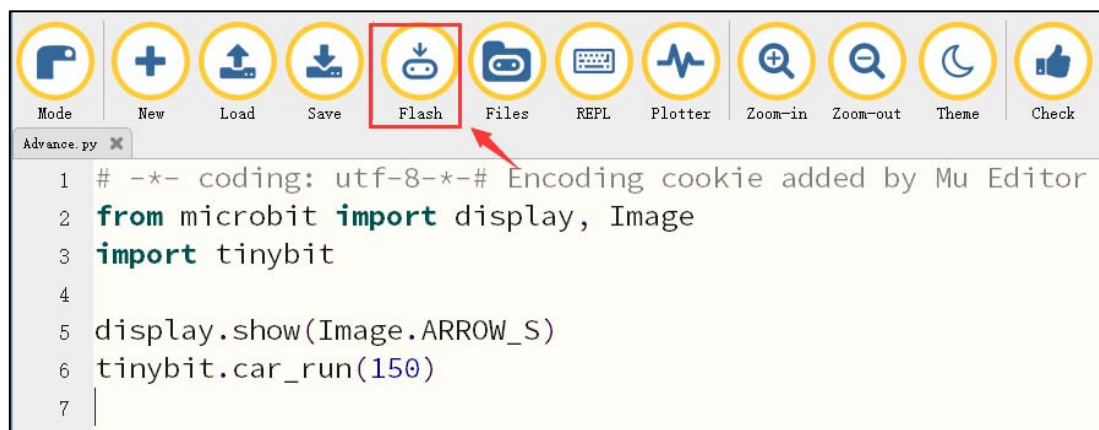 Mode New Load Save Flash Files REPL Plotter Zoom-in Zoom-out Theme Check
Advance.py
1 # -*- coding: utf-8-*-# Encoding cookie added by Mu Editor
2 from microbit import display, Image
3 import tinybit
4
5 display.show(Image.ARROW_S)
6 tinybit.car_run(150)
7